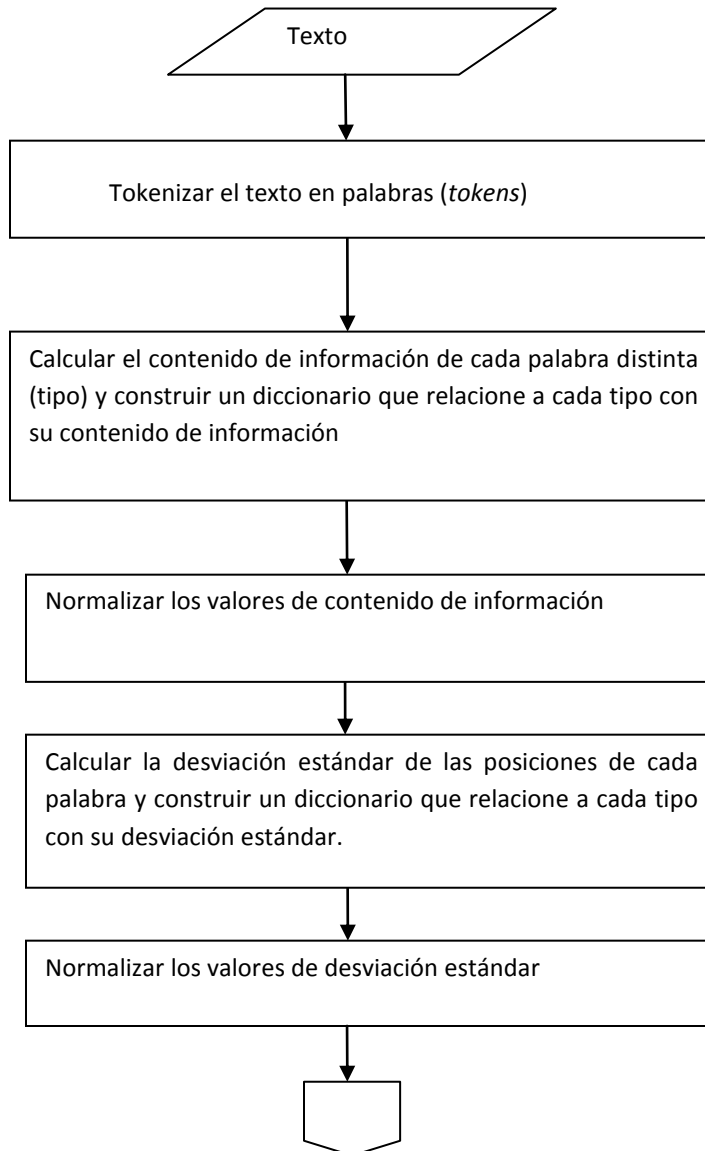 Texto
Tokenizar el texto en palabras (tokens)
Calcular el contenido de información de cada palabra distinta
(tipo) y construir un diccionario que relacione a cada tipo con
su contenido de información
Normalizar los valores de contenido de información
Calcular la desviación estándar de las posiciones de cada
palabra y construir un diccionario que relacione a cada tipo
con su desviación estándar.
Normalizar los valores de desviación estándar